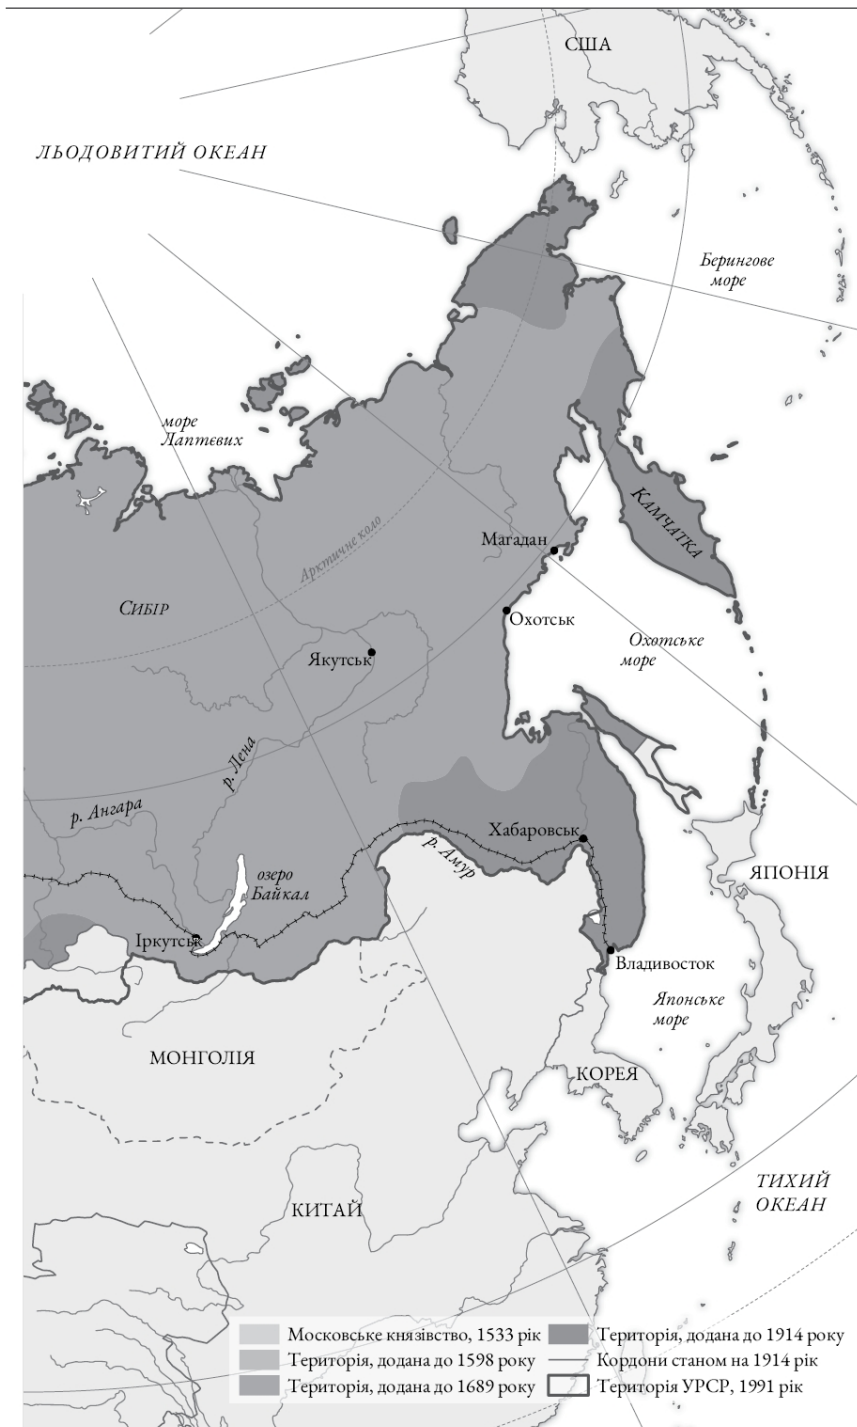 США
ЛЬОДОВИТИЙ ОКЕАН
Берингове
море
море
Лаптєвих
КАМЧАТКА
Арктичне коло
Магадан
СИБІР
Охотськ
Охотське
море
Якутськ
р. Лена
р. Ангара
Хабаровськ
р. Амур
озеро
Байкал
ЯПОНІЯ
Іркутськ
Владивосток
Японське
море
МОНГОЛІЯ
КОРЕЯ
ТИХИЙ
ОКЕАН
КИТАЙ
Московське князівство, 1533 рік
Територія, додана до 1598 року
Територія, додана до 1689 року
Територія, додана до 1914 року
Кордони станом на 1914 рік
Територія УРСР, 1991 рік